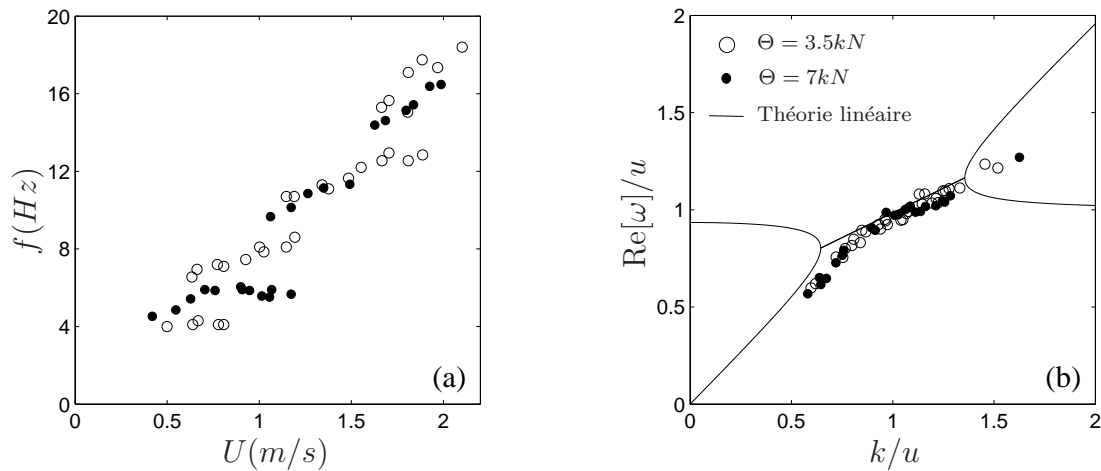 20
16
12
8
4
0
f(Hz)
0
0.5
1
1.5
2
U(m/s)
(a)
2
1.5
1
0.5
0
Re[ω]/u
Θ = 3.5kN
Θ = 7kN
Théorie linéaire
0
0.5
1
1.5
2
k/u
(b)